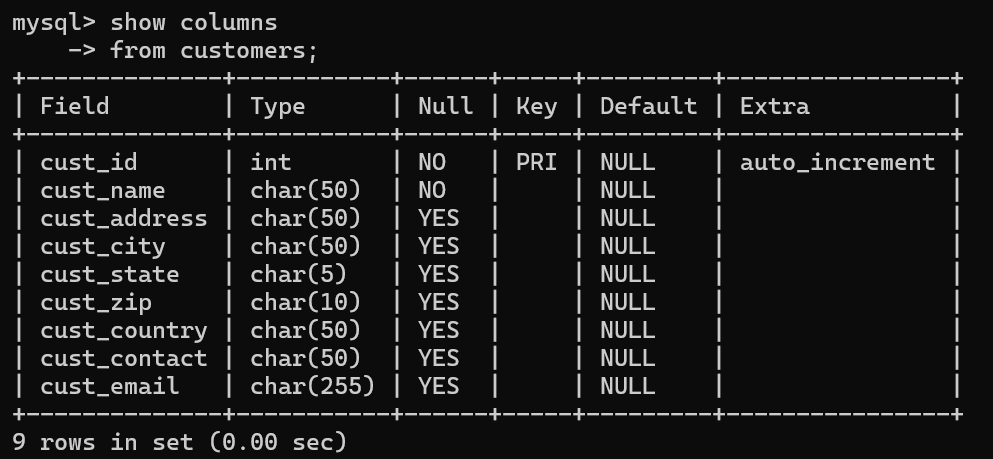 mysql> show columns
    -> from customers;
+--------------+-----------+------+-----+---------+----------------+
| Field        | Type      | Null | Key | Default | Extra          |
+--------------+-----------+------+-----+---------+----------------+
| cust_id      | int       | NO   | PRI | NULL    | auto_increment |
| cust_name    | char(50)  | NO   |     | NULL    |                |
| cust_address | char(50)  | YES  |     | NULL    |                |
| cust_city    | char(50)  | YES  |     | NULL    |                |
| cust_state   | char(5)   | YES  |     | NULL    |                |
| cust_zip     | char(10)  | YES  |     | NULL    |                |
| cust_country | char(50)  | YES  |     | NULL    |                |
| cust_contact | char(50)  | YES  |     | NULL    |                |
| cust_email   | char(255) | YES  |     | NULL    |                |
+--------------+-----------+------+-----+---------+----------------+
9 rows in set (0.00 sec)